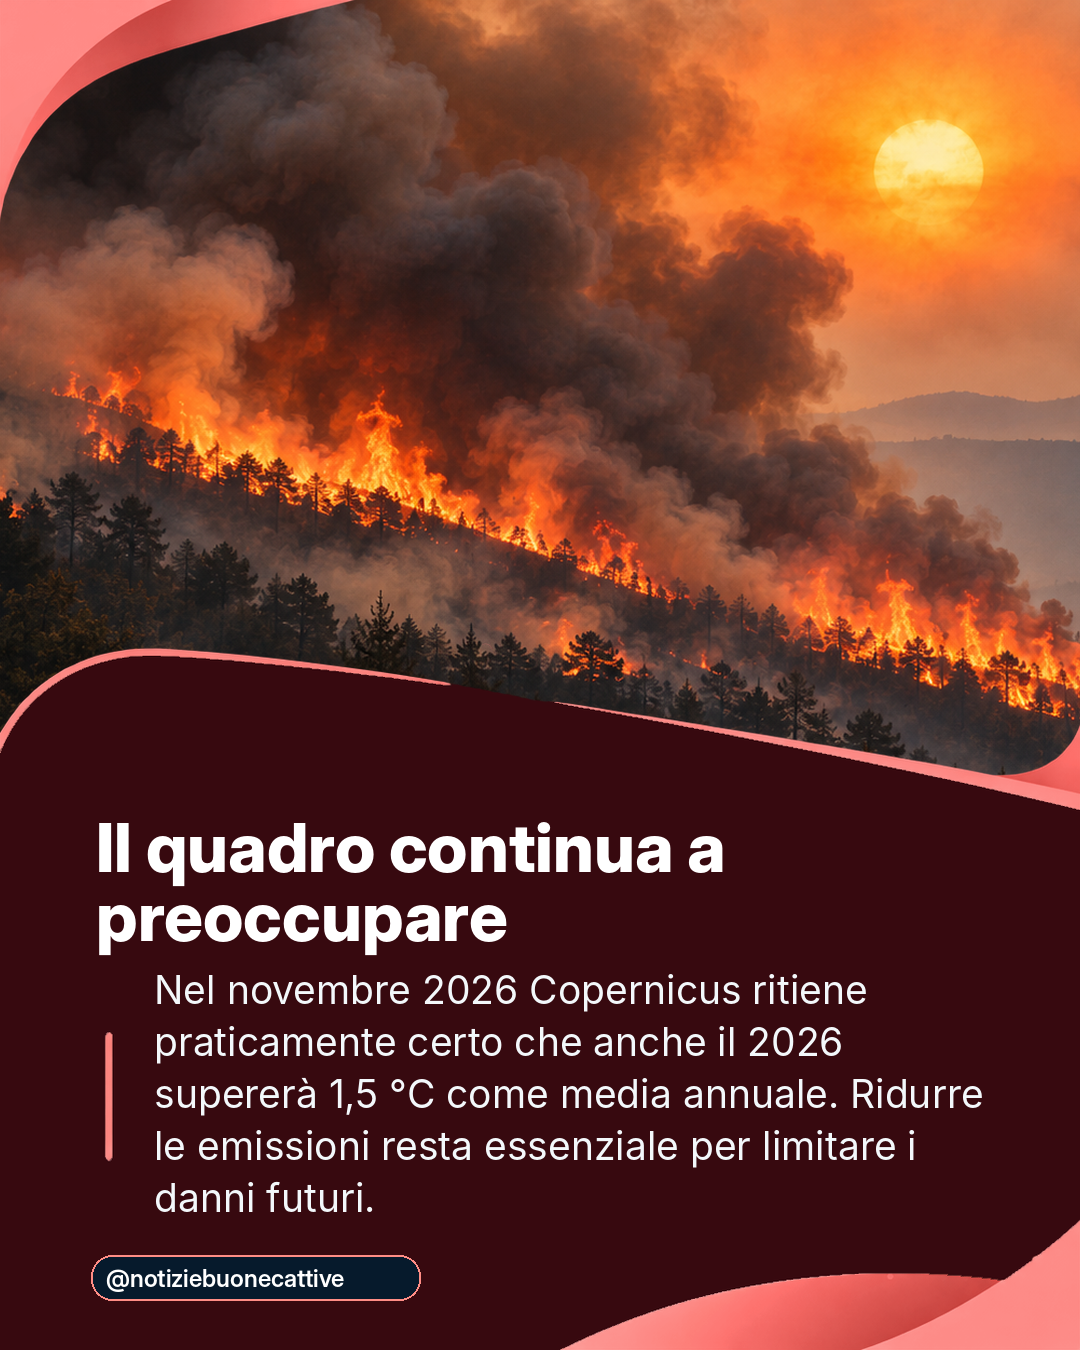 Il quadro continua a
preoccupare
Nel novembre 2026 Copernicus ritiene
praticamente certo che anche il 2026
supererà 1,5 °C come media annuale. Ridurre
le emissioni resta essenziale per limitare i
danni futuri.
@notiziebuonecattive